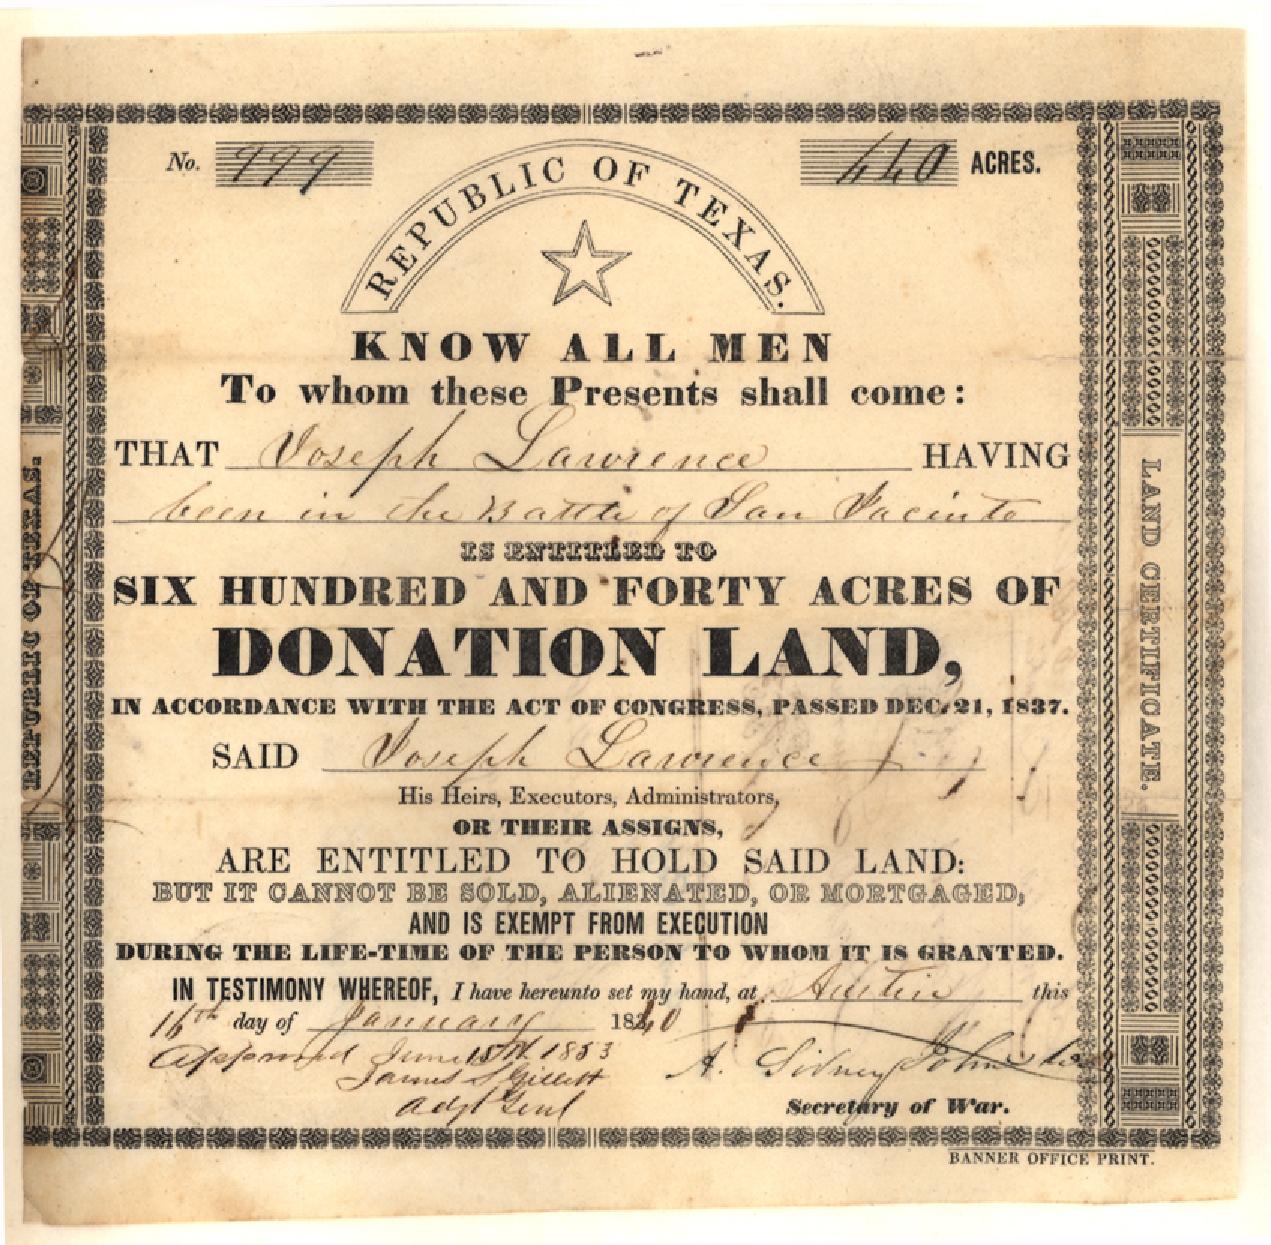 No. 999
640 ACRES.
REPUBLIC OF TEXAS.
KNOW ALL MEN
To whom these Presents shall come:
THAT Joseph Lawrence HAVING
been in the Battle of San Jacinto
IS ENTITLED TO
SIX HUNDRED AND FORTY ACRES OF
DONATION LAND,
IN ACCORDANCE WITH THE ACT OF CONGRESS, PASSED DEC. 21, 1837.
SAID Joseph Lawrence
His Heirs, Executors, Administrators,
OR THEIR ASSIGNS,
ARE ENTITLED TO HOLD SAID LAND:
BUT IT CANNOT BE SOLD, ALIENATED, OR MORTGAGED,
AND IS EXEMPT FROM EXECUTION
DURING THE LIFE-TIME OF THE PERSON TO WHOM IT IS GRANTED.
IN TESTIMONY WHEREOF, I have hereunto set my hand, at Austin this
16th day of January 1840
Approved June 15th 1853
James S Gillett
Adjt Genl
A. Sidney Johnston
Secretary of War.
BANNER OFFICE PRINT.
REPUBLIC OF TEXAS.
LAND CERTIFICATE.